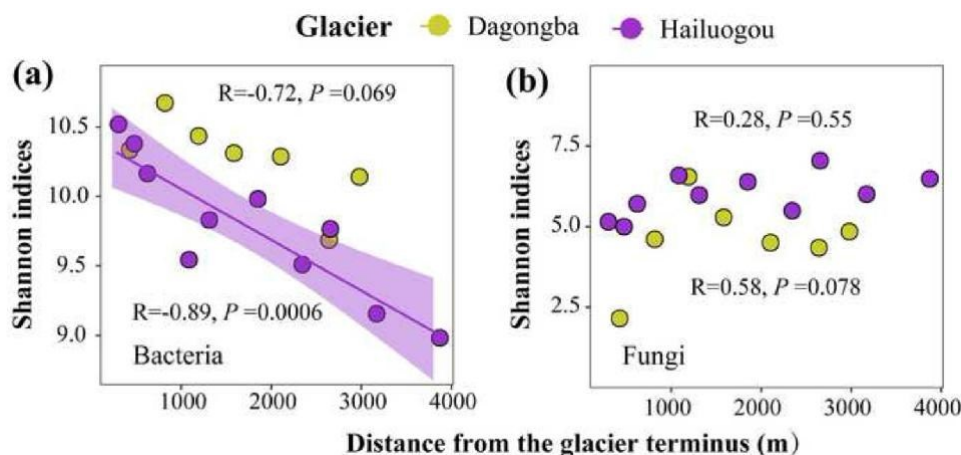 Glacier Dagongba Hailuogou
(a)
R=-0.72, P =0.069
Shannon indices
10.5
10.0
9.5
9.0
R=-0.89, P =0.0006
Bacteria
1000 2000 3000 4000
(b)
R=0.28, P =0.55
Shannon indices
7.5
5.0
2.5
R=0.58, P =0.078
Fungi
1000 2000 3000 4000
Distance from the glacier terminus (m)